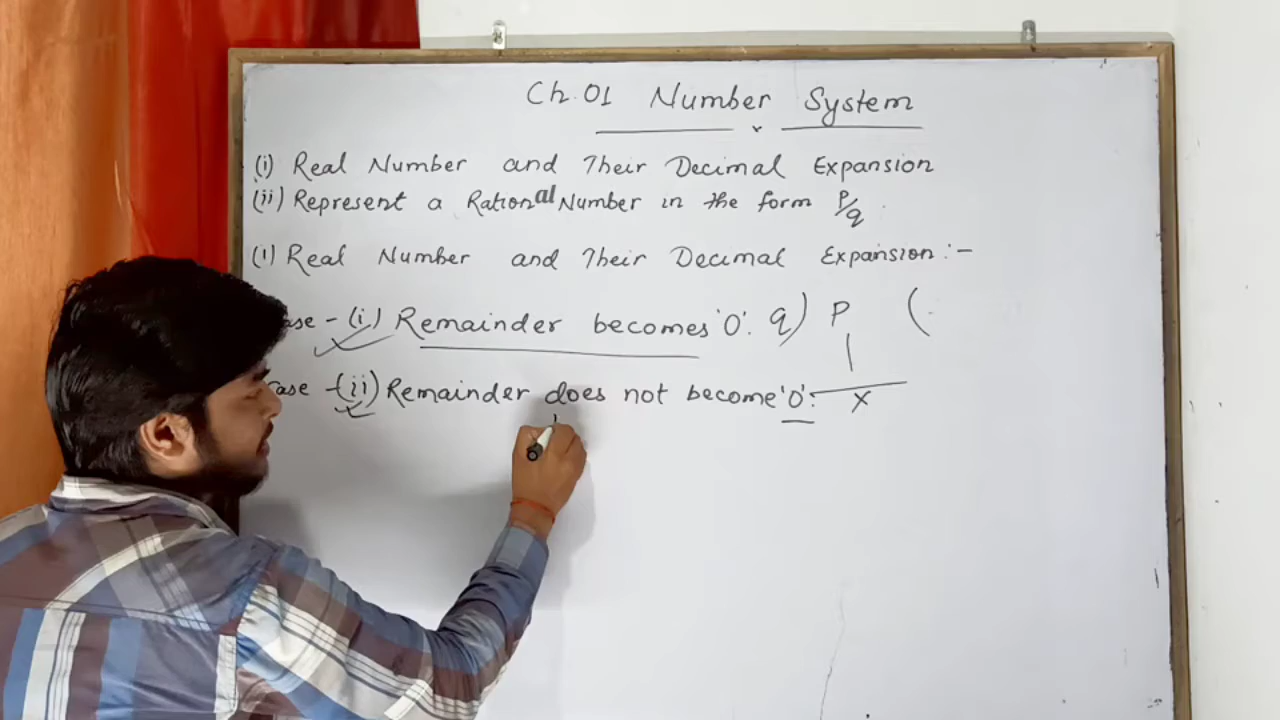 Ch. 01 Number System
(i) Real Number and Their Decimal Expansion
(ii) Represent a Rational Number in the form P/q
(1) Real Number and Their Decimal Expansion :-
ase - (i) Remainder becomes '0'. q) P (
ase - (ii) Remainder does not become '0'. x